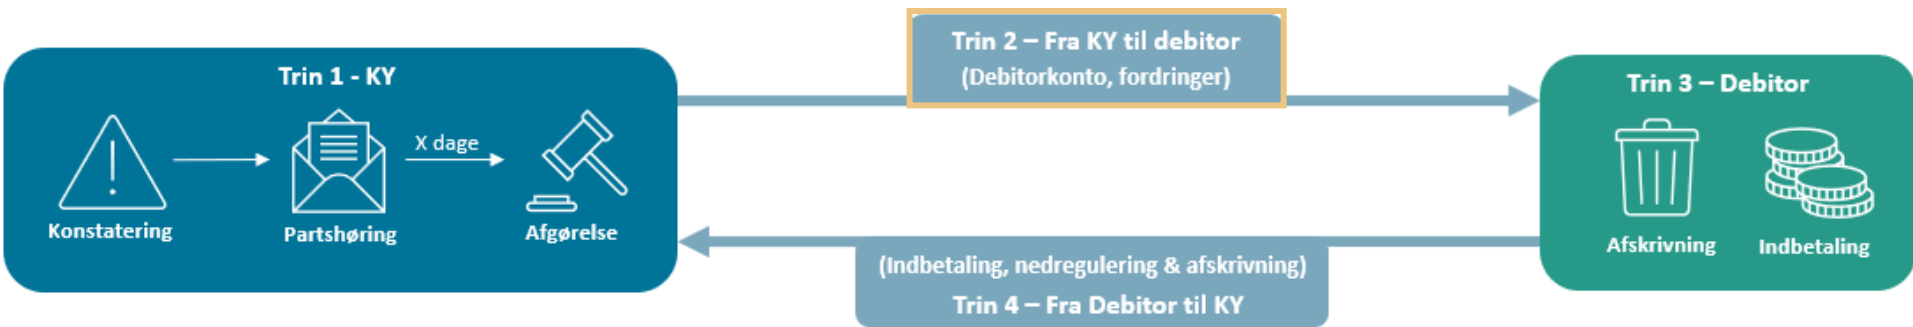 Trin 1 - KY
Konstatering
Partshøring
X dage
Afgørelse
Trin 2 – Fra KY til debitor
(Debitorkonto, fordringer)
Trin 3 – Debitor
Afskrivning
Indbetaling
(Indbetaling, nedregulering & afskrivning)
Trin 4 – Fra Debitor til KY